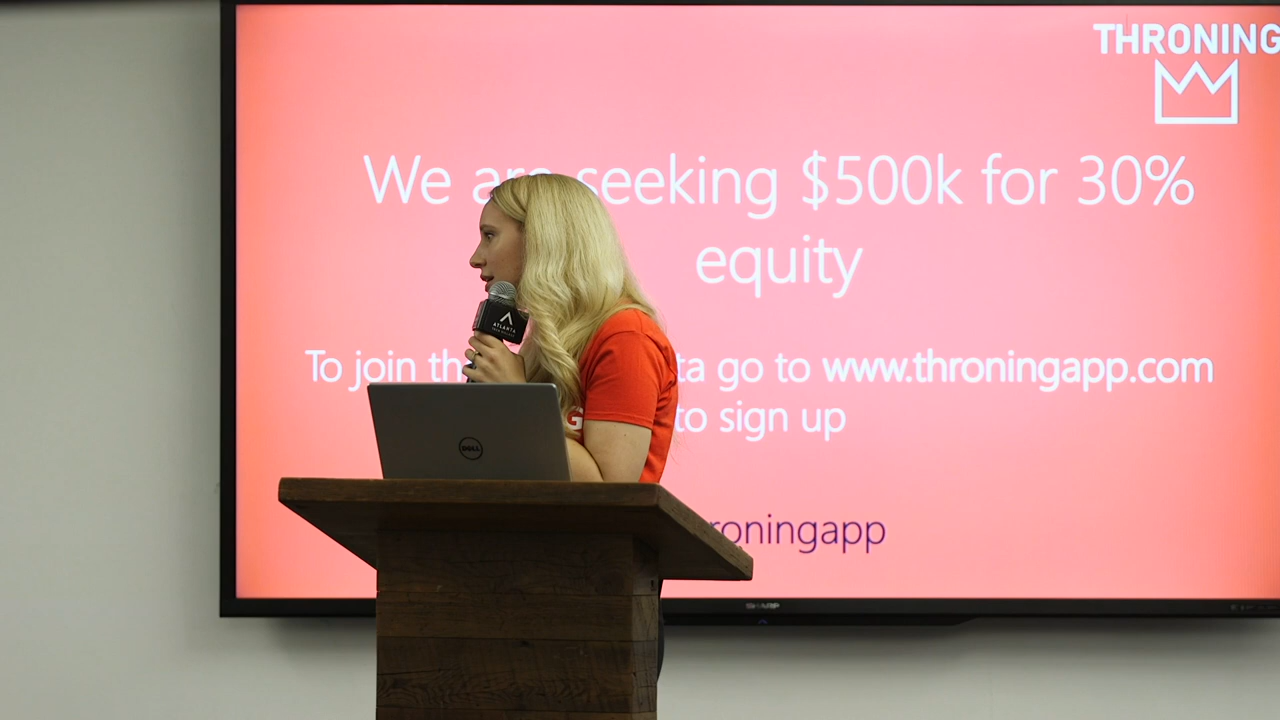 THRONING
We are seeking $500k for 30%
equity
To join th ta go to www.throningapp.com
to sign up
roningapp
ATLANTA
G
DELL
SHARP